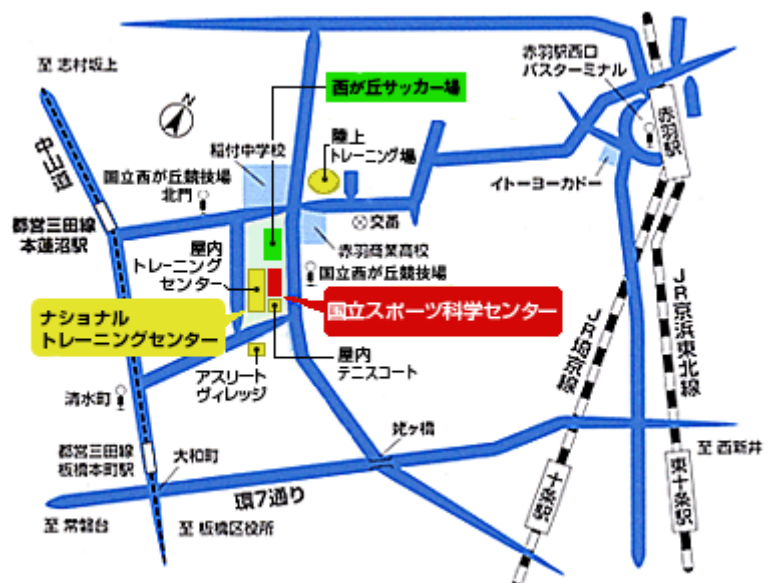 至 志村坂上
N
中山道
西が丘サッカー場
赤羽駅西口
バスターミナル
赤羽駅
稲付中学校
陸上
トレーニング場
国立西が丘競技場
北門
イトーヨーカドー
都営三田線
本蓮沼駅
交番
屋内
トレーニング
センター
赤羽商業高校
国立西が丘競技場
ナショナル
トレーニングセンター
国立スポーツ科学センター
JR埼京線
JR京浜東北線
屋内
テニスコート
アスリート
ヴィレッジ
清水町
姥ヶ橋
都営三田線
板橋本町駅
大和町
至 西新井
環7通り
十条駅
東十条駅
至 常盤台
至 板橋区役所